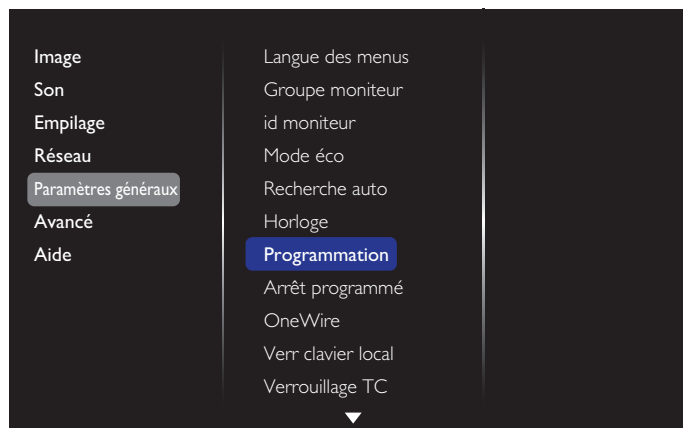 Image
Son
Empilage
Réseau
Paramètres généraux
Avancé
Aide
Langue des menus
Groupe moniteur
id moniteur
Mode éco
Recherche auto
Horloge
Programmation
Arrêt programmé
OneWire
Verr clavier local
Verrouillage TC